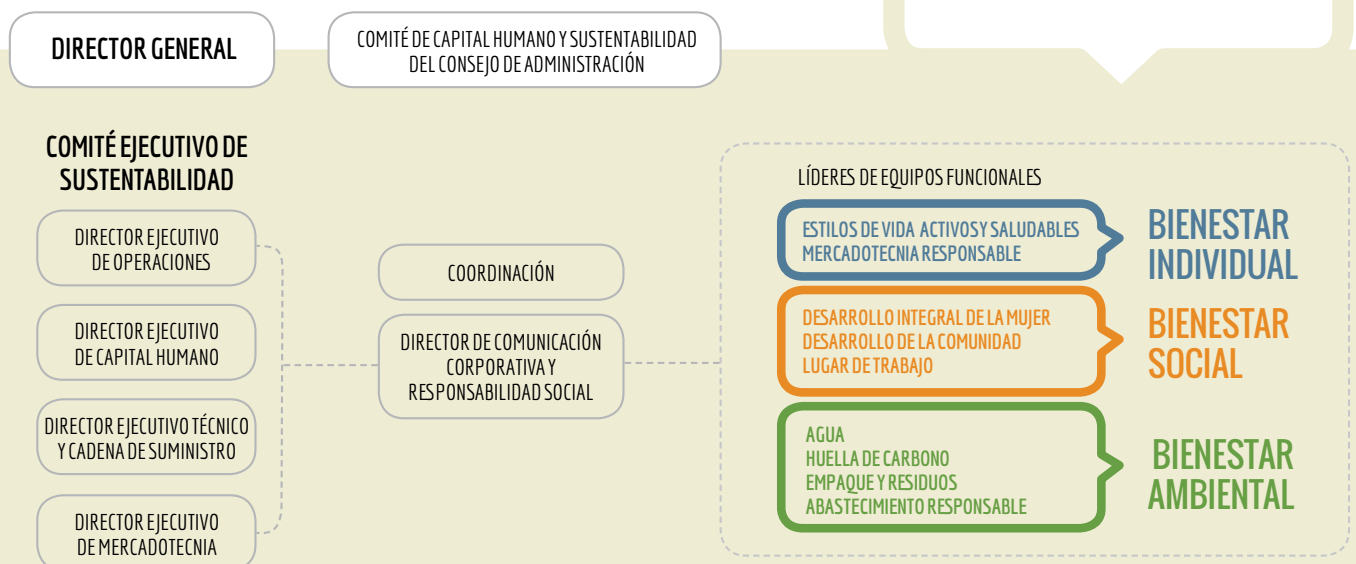 DIRECTOR GENERAL
COMITÉ DE CAPITAL HUMANO Y SUSTENTABILIDAD
DEL CONSEJO DE ADMINISTRACIÓN
COMITÉ EJECUTIVO DE
SUSTENTABILIDAD
DIRECTOR EJECUTIVO
DE OPERACIONES
DIRECTOR EJECUTIVO
DE CAPITAL HUMANO
DIRECTOR EJECUTIVO TÉCNICO
Y CADENA DE SUMINISTRO
DIRECTOR EJECUTIVO
DE MERCADOTECNIA
COORDINACIÓN
DIRECTOR DE COMUNICACIÓN
CORPORATIVA Y
RESPONSABILIDAD SOCIAL
LÍDERES DE EQUIPOS FUNCIONALES
ESTILOS DE VIDA ACTIVOS Y SALUDABLES
MERCADOTECNIA RESPONSABLE
BIENESTAR
INDIVIDUAL
DESARROLLO INTEGRAL DE LA MUJER
DESARROLLO DE LA COMUNIDAD
LUGAR DE TRABAJO
BIENESTAR
SOCIAL
AGUA
HUELLA DE CARBONO
EMPAQUE Y RESIDUOS
ABASTECIMIENTO RESPONSABLE
BIENESTAR
AMBIENTAL